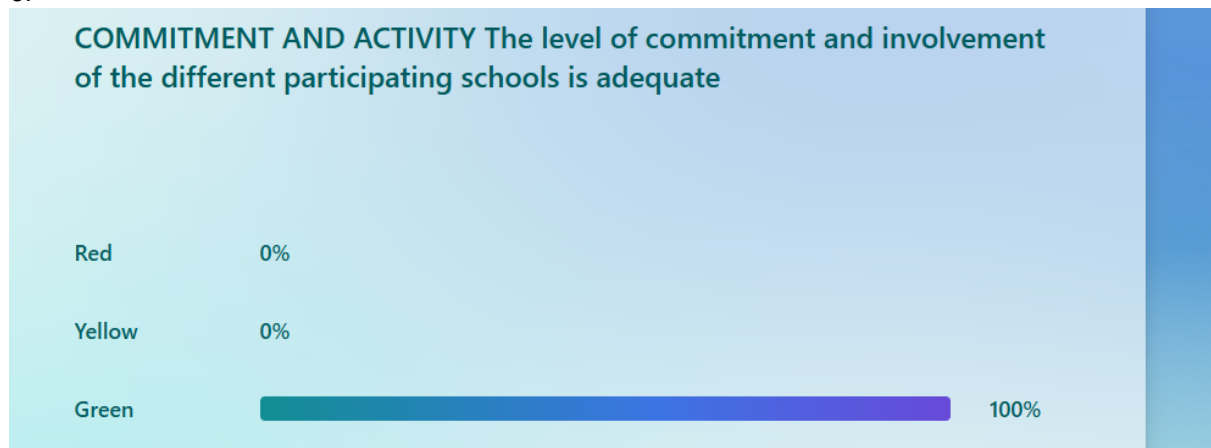 COMMITMENT AND ACTIVITY The level of commitment and involvement
of the different participating schools is adequate
Red 0%
Yellow 0%
Green 100%